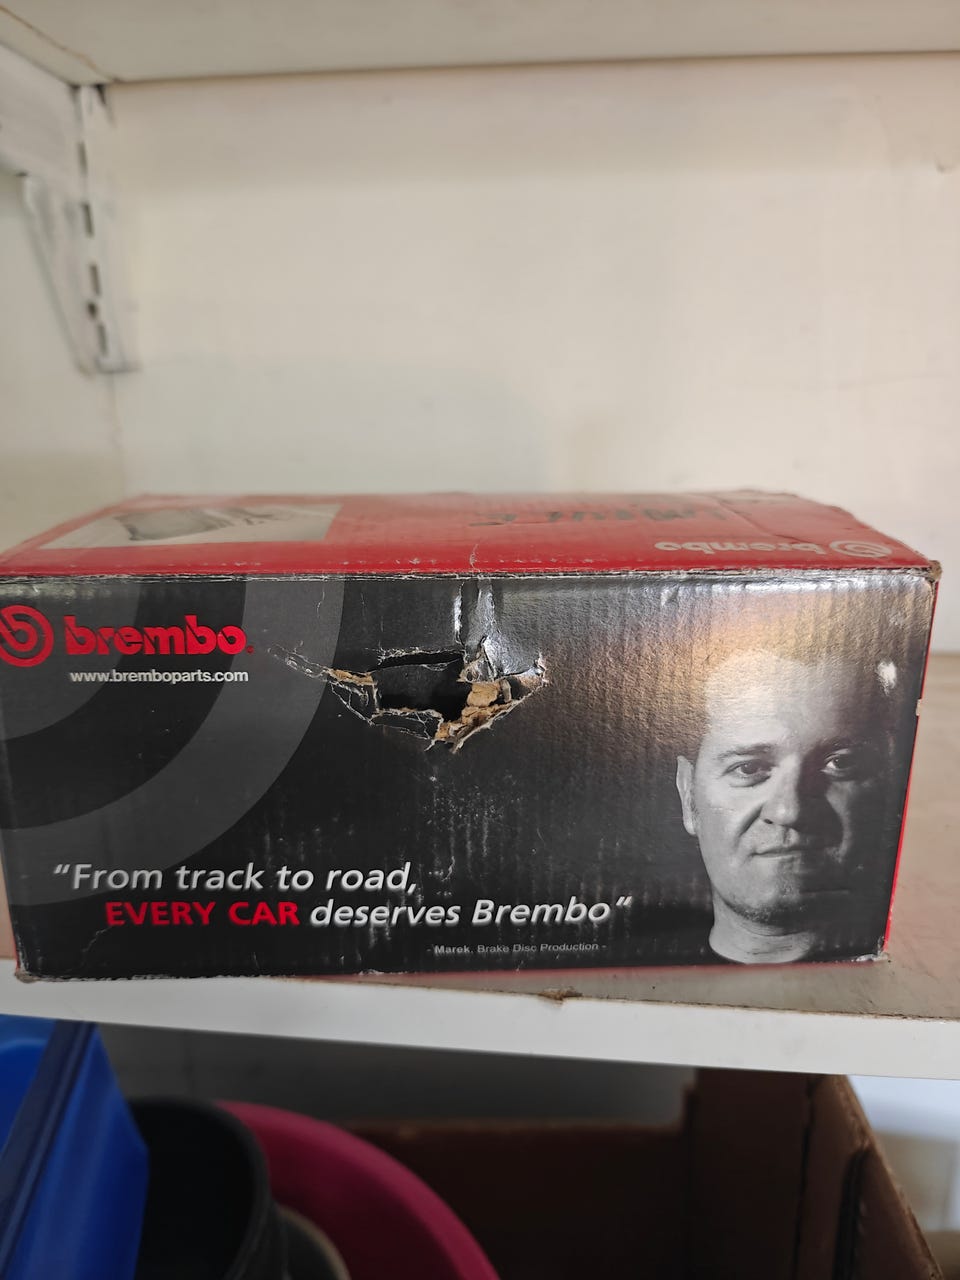 brembo
brembo
www.bremboparts.com
“From track to road,
EVERY CAR deserves Brembo“
- Marek, Brake Disc Production -